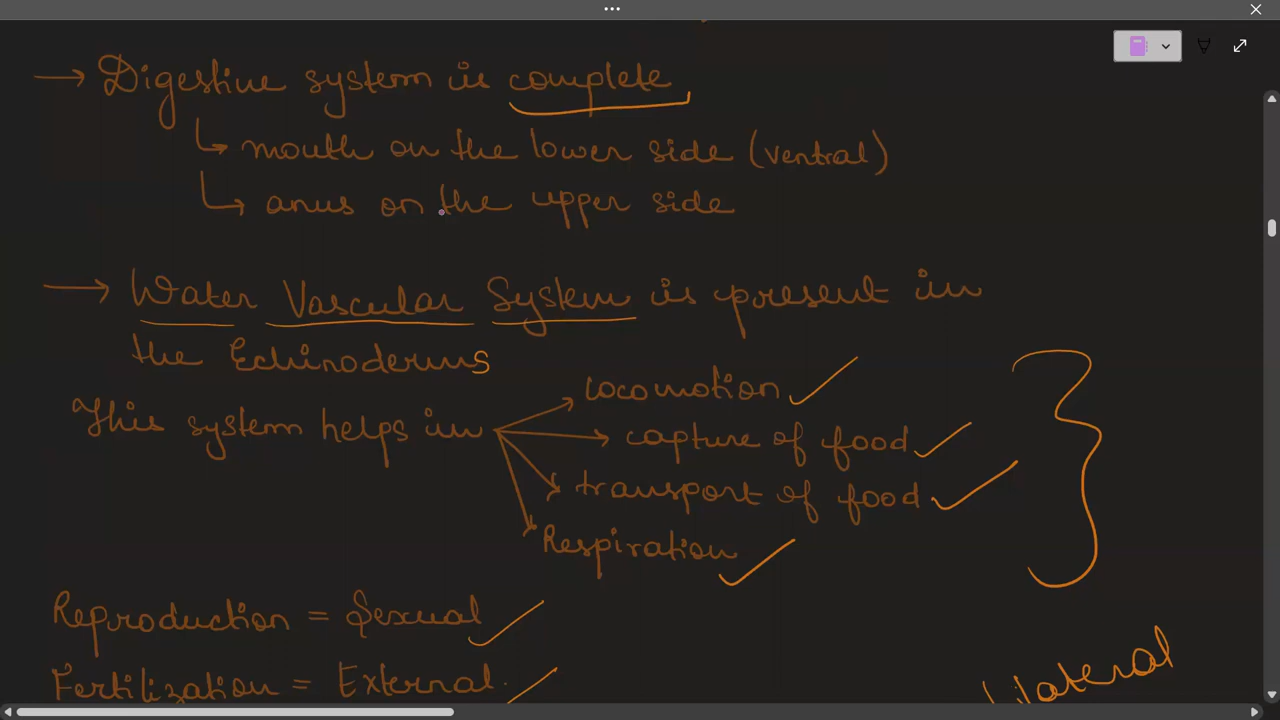 → Digestive system is complete
↳ mouth on the lower side (ventral)
↳ anus on the upper side
→ Water Vascular System is present in
the Echinoderms
This system helps in
locomotion ✓
capture of food ✓
transport of food ✓
Respiration ✓
Reproduction = Sexual ✓
Fertilization = External. ✓